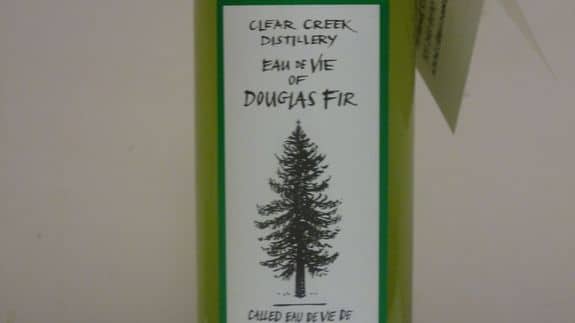 CLEAR CREEK
DISTILLERY
EAU DE VIE
OF
DOUGLAS FIR
CALLED EAU DE VIE DE